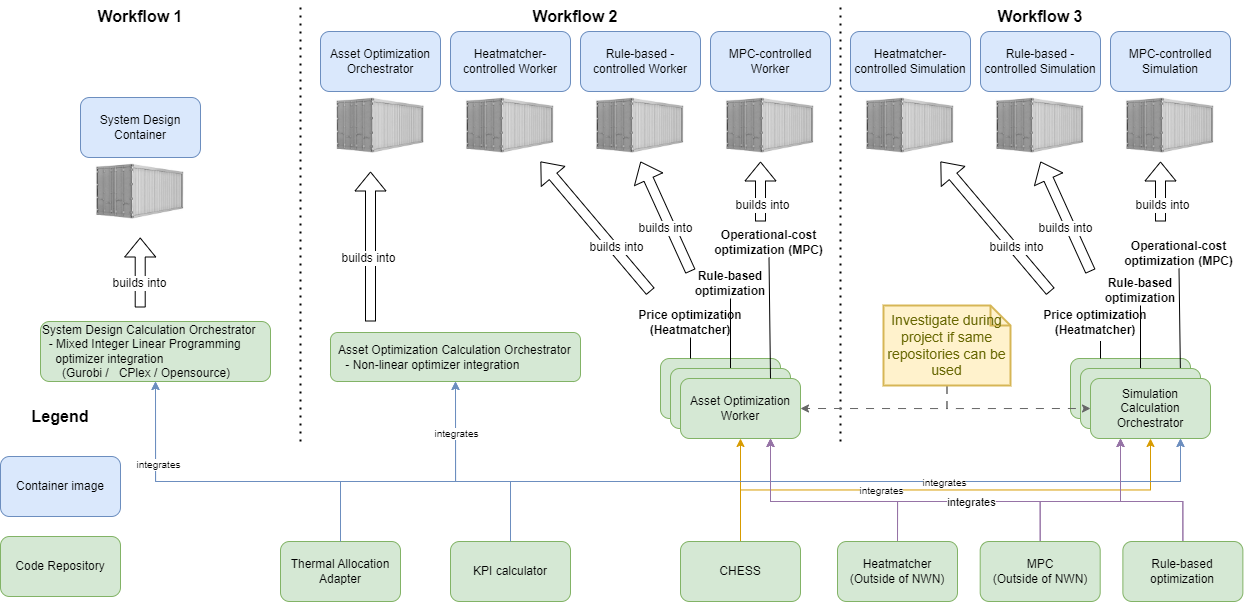 Workflow 1
Workflow 2
Workflow 3
Asset Optimization
Orchestrator
Heatmatcher-
controlled Worker
Rule-based -
controlled Worker
MPC-controlled
Worker
Heatmatcher-
controlled Simulation
Rule-based -
controlled Simulation
MPC-controlled
Simulation
System Design
Container
builds into
builds into
builds into
builds into
builds into
builds into
builds into
builds into
Operational-cost
optimization (MPC)
Rule-based
optimization
Price optimization
(Heatmatcher)
Operational-cost
optimization (MPC)
Rule-based
optimization
Price optimization
(Heatmatcher)
System Design Calculation Orchestrator
- Mixed Integer Linear Programming
optimizer integration
(Gurobi / CPlex / Opensource)
Asset Optimization Calculation Orchestrator
- Non-linear optimizer integration
Asset Optimization
Worker
Investigate during
project if same
repositories can be
used
Simulation
Calculation
Orchestrator
Legend
Container image
Code Repository
integrates
integrates
integrates
integrates
integrates
Thermal Allocation
Adapter
KPI calculator
CHESS
Heatmatcher
(Outside of NWN)
MPC
(Outside of NWN)
Rule-based
optimization